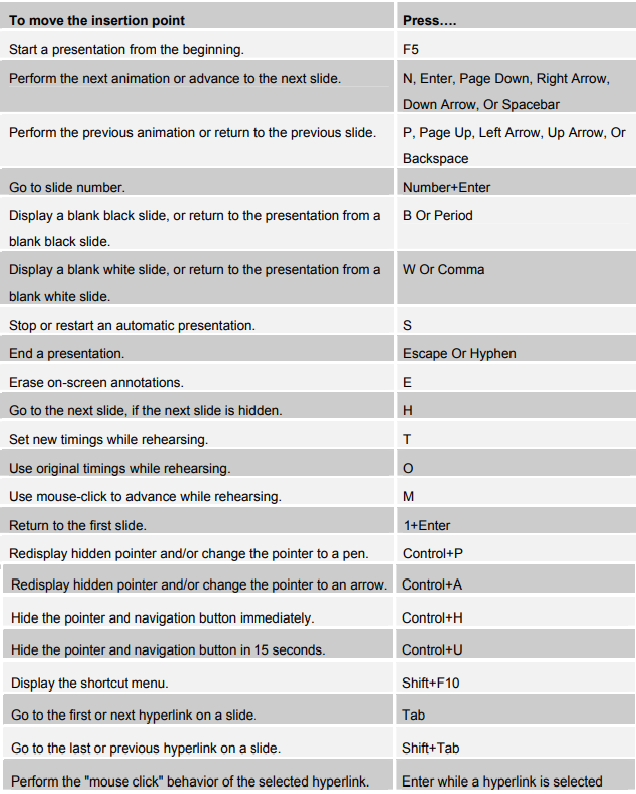 To move the insertion point Press….
Start a presentation from the beginning. F5
Perform the next animation or advance to the next slide. N, Enter, Page Down, Right Arrow,
Down Arrow, Or Spacebar
Perform the previous animation or return to the previous slide. P, Page Up, Left Arrow, Up Arrow, Or
Backspace
Go to slide number. Number+Enter
Display a blank black slide, or return to the presentation from a B Or Period
blank black slide.
Display a blank white slide, or return to the presentation from a W Or Comma
blank white slide.
Stop or restart an automatic presentation. S
End a presentation. Escape Or Hyphen
Erase on-screen annotations. E
Go to the next slide, if the next slide is hidden. H
Set new timings while rehearsing. T
Use original timings while rehearsing. O
Use mouse-click to advance while rehearsing. M
Return to the first slide. 1+Enter
Redisplay hidden pointer and/or change the pointer to a pen. Control+P
Redisplay hidden pointer and/or change the pointer to an arrow. Control+A
Hide the pointer and navigation button immediately. Control+H
Hide the pointer and navigation button in 15 seconds. Control+U
Display the shortcut menu. Shift+F10
Go to the first or next hyperlink on a slide. Tab
Go to the last or previous hyperlink on a slide. Shift+Tab
Perform the "mouse click" behavior of the selected hyperlink. Enter while a hyperlink is selected